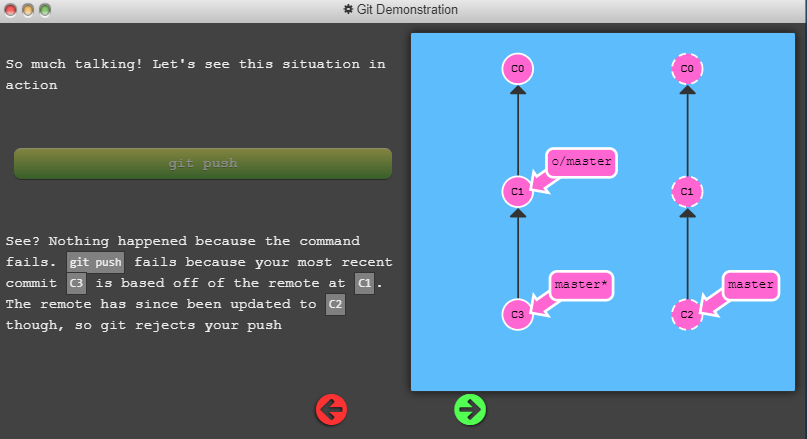 Git Demonstration
So much talking! Let's see this situation in
action
git push
See? Nothing happened because the command
fails. git push fails because your most recent
commit C3 is based off of the remote at C1.
The remote has since been updated to C2
though, so git rejects your push
C0
C0
o/master
C1
C1
master*
master
C3
C2